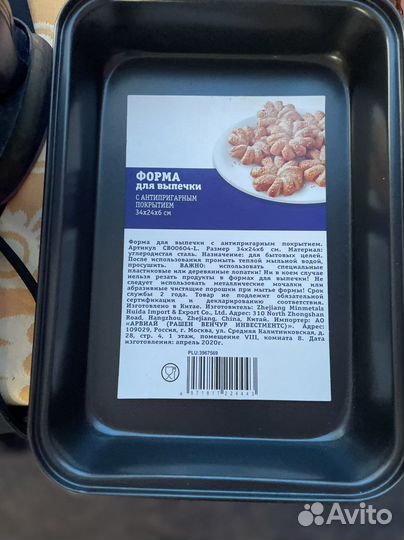 ФОРМА
для выпечки
С АНТИПРИГАРНЫМ
ПОКРЫТИЕМ
34х24х6 см
Форма для выпечки с антипригарным покрытием.
Артикул CB00604-L. Размер 34х24х6 см. Материал:
углеродистая сталь. Назначение: для бытовых целей.
После использования промыть теплой мыльной водой,
просушить. ВАЖНО: использовать специальные
пластиковые или деревянные лопатки! Ни в коем случае
нельзя резать продукты в формах для выпечки! Не
следует использовать металлические мочалки или
абразивные чистящие порошки при мытье формы! Срок
службы 2 года. Товар не подлежит обязательной
сертификации и декларированию соответствия.
Изготовлено в Китае. Изготовитель: Zhejiang Minmetals
Huida Import & Export Co., Ltd. Адрес: 310 North Zhongshan
Road, Hangzhou, Zhejiang, China, Китай. Импортер: АО
«АРВИАЙ (РАШЕН ВЕНЧУР ИНВЕСТМЕНТС)». Адрес:
109029, Россия, г. Москва, ул. Средняя Калитниковская, д.
28, стр. 4, 1 этаж, помещение VIII, комната 8. Дата
изготовления: апрель 2020г.
PLU:3967569
Avito